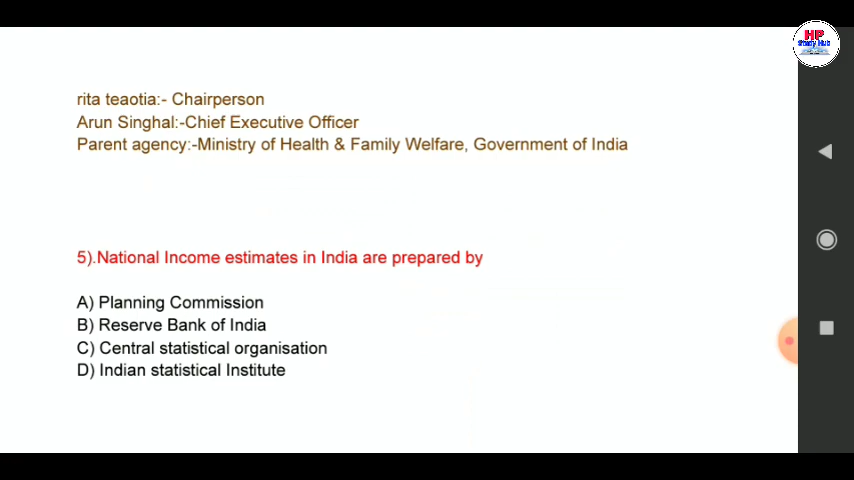 HP
Study Hub
rita teaotia:- Chairperson
Arun Singhal:-Chief Executive Officer
Parent agency:-Ministry of Health & Family Welfare, Government of India
5).National Income estimates in India are prepared by
A) Planning Commission
B) Reserve Bank of India
C) Central statistical organisation
D) Indian statistical Institute